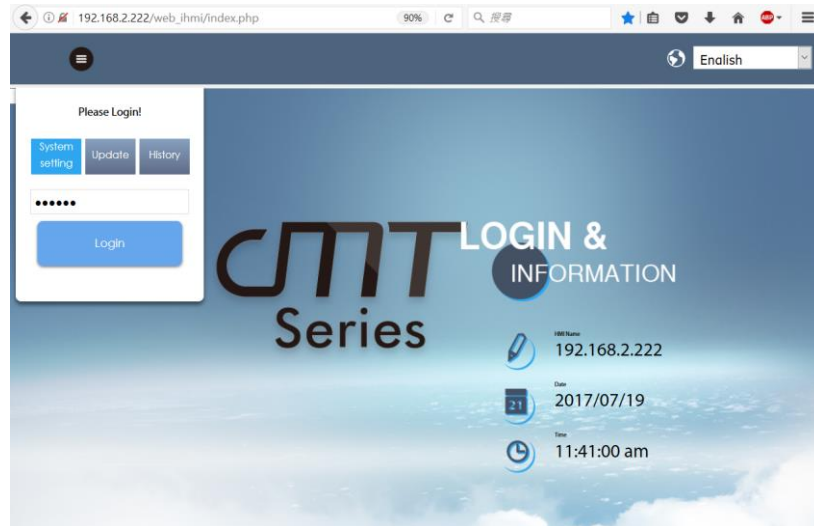 192.168.2.222/web_ihmi/index.php
90%
搜尋
ABP
English
Please Login!
System
setting
Update
History
••••••
Login
cMT
Series
LOGIN &
INFORMATION
HMI Name
192.168.2.222
21
Date
2017/07/19
Time
11:41:00 am